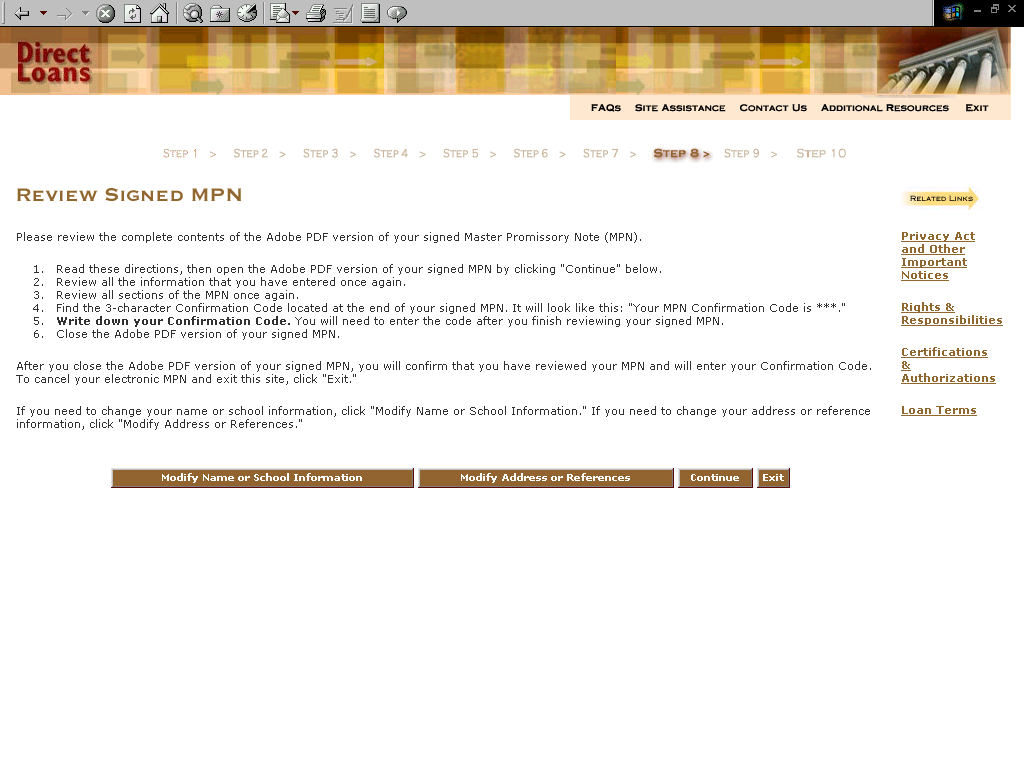 Direct
Loans
FAQs SITE ASSISTANCE CONTACT US ADDITIONAL RESOURCES EXIT
STEP 1 > STEP 2 > STEP 3 > STEP 4 > STEP 5 > STEP 6 > STEP 7 > STEP 8 > STEP 9 > STEP 10
REVIEW SIGNED MPN
Please review the complete contents of the Adobe PDF version of your signed Master Promissory Note (MPN).
1. Read these directions, then open the Adobe PDF version of your signed MPN by clicking "Continue" below.
2. Review all the information that you have entered once again.
3. Review all sections of the MPN once again.
4. Find the 3-character Confirmation Code located at the end of your signed MPN. It will look like this: "Your MPN Confirmation Code is ***."
5. Write down your Confirmation Code. You will need to enter the code after you finish reviewing your signed MPN.
6. Close the Adobe PDF version of your signed MPN.
After you close the Adobe PDF version of your signed MPN, you will confirm that you have reviewed your MPN and will enter your Confirmation Code.
To cancel your electronic MPN and exit this site, click "Exit."
If you need to change your name or school information, click "Modify Name or School Information." If you need to change your address or reference
information, click "Modify Address or References."
Modify Name or School Information Modify Address or References Continue Exit
RELATED LINKS
Privacy Act
and Other
Important
Notices
Rights &
Responsibilities
Certifications
&
Authorizations
Loan Terms